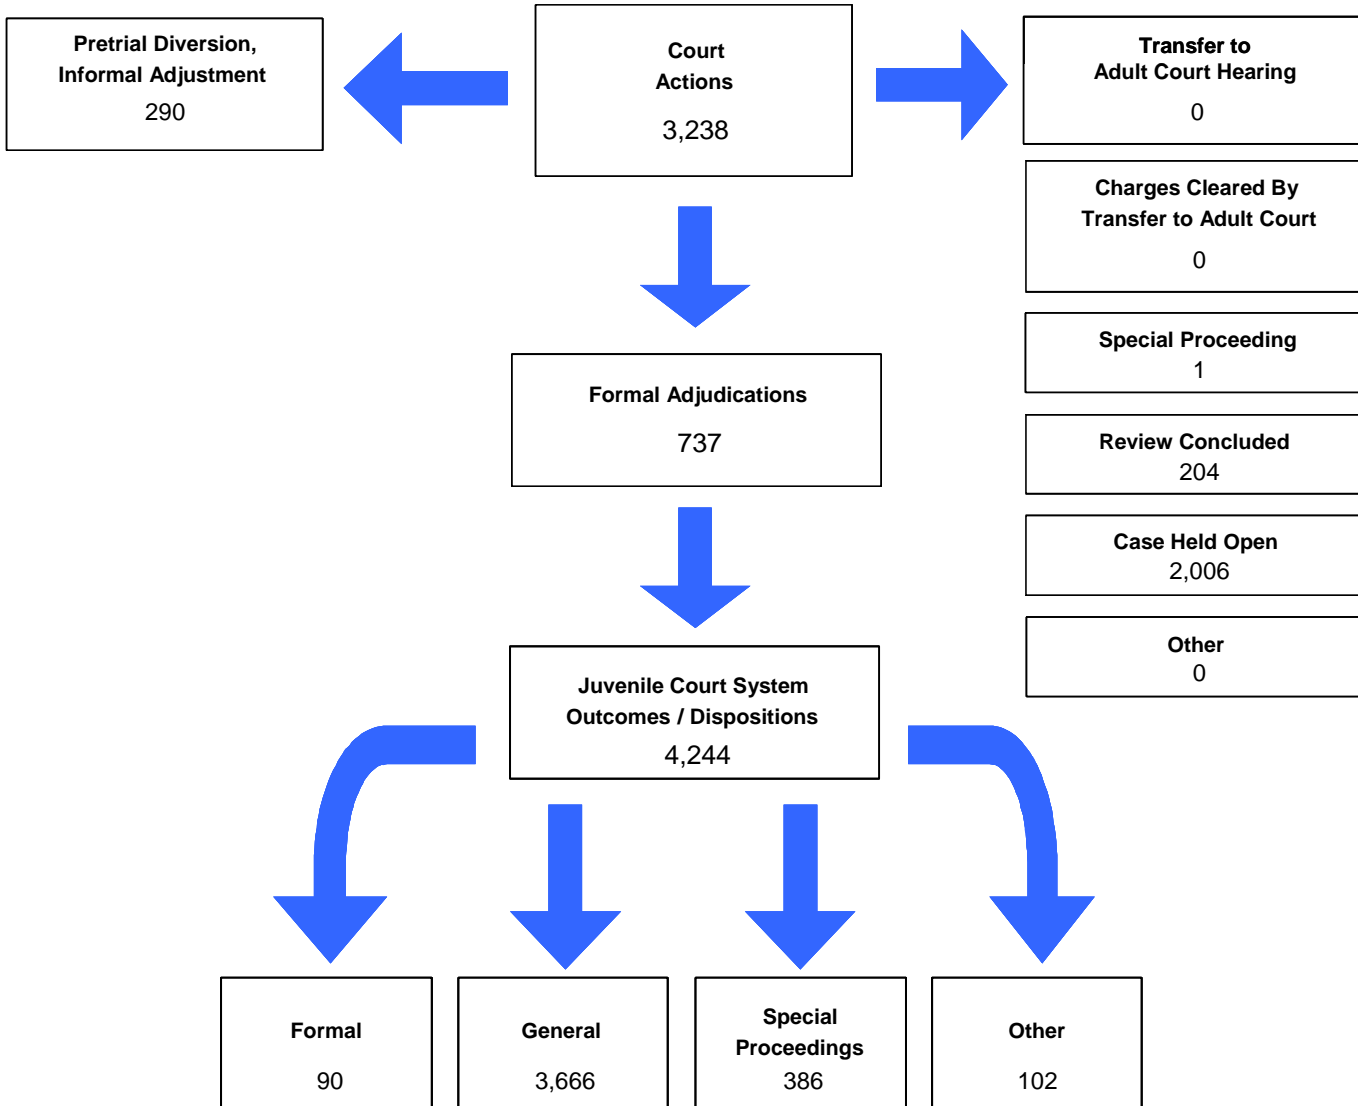 Pretrial Diversion,
Informal Adjustment
290
Court
Actions
3,238
Transfer to
Adult Court Hearing
0
Charges Cleared By
Transfer to Adult Court
0
Special Proceeding
1
Review Concluded
204
Case Held Open
2,006
Other
0
Formal Adjudications
737
Juvenile Court System
Outcomes / Dispositions
4,244
Formal
90
General
3,666
Special
Proceedings
386
Other
102